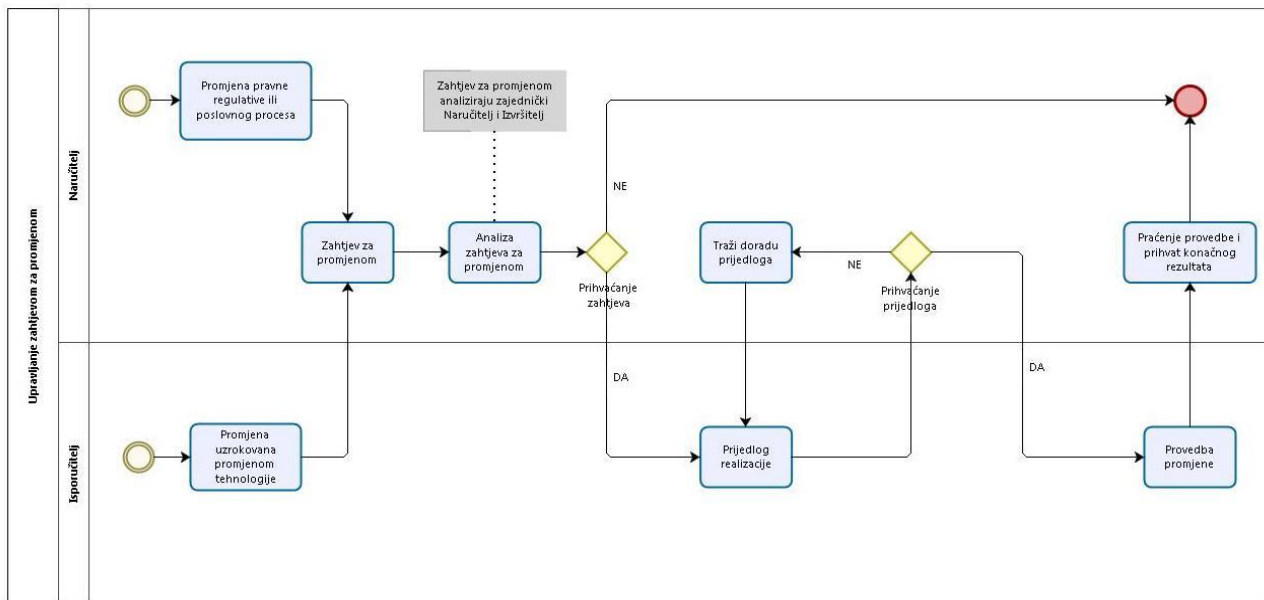 Upravljanje zahtjevom za promjenom
Naručitelj
Promjena pravne
regulative ili
poslovnog procesa
Zahtjev za promjenom
analiziraju zajednički
Naručitelj i Izvršitelj
NE
Zahtjev za
promjenom
Analiza
zahtjeva za
promjenom
Prihvaćanje
zahtjeva
Traži doradu
prijedloga
NE
Prihvaćanje
prijedloga
Praćenje provedbe i
prihvat konačnog
rezultata
Isporučitelj
DA
DA
Promjena
uzrokovana
promjenom
tehnologije
Prijedlog
realizacije
Provedba
promjene